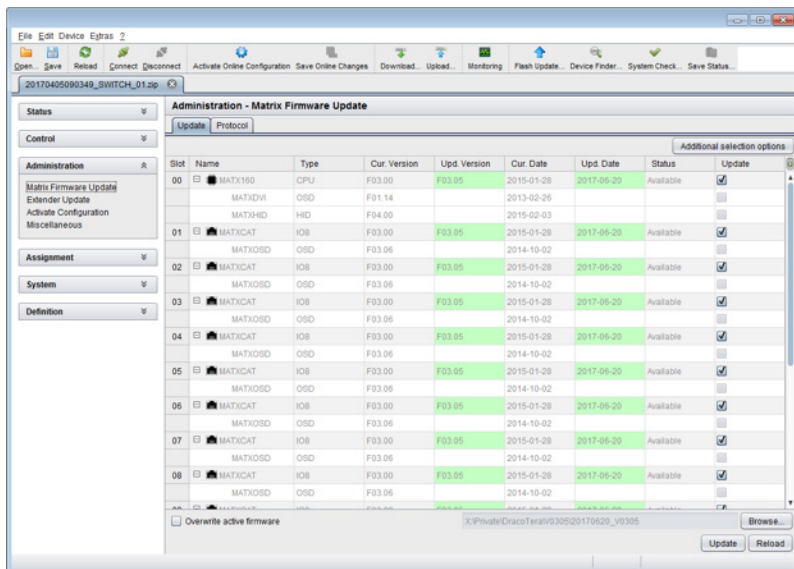 File Edit Device Extras ?
Open... Save Reload Connect Disconnect Activate Online Configuration Save Online Changes Download... Upload... Monitoring Flash Update... Device Finder... System Check... Save Status...
20170405090349_SWITCH_01.zip
Status
Control
Administration
Matrix Firmware Update
Extender Update
Activate Configuration
Miscellaneous
Assignment
System
Definition
Administration - Matrix Firmware Update
Update Protocol
Additional selection options
Slot Name Type Cur. Version Upd. Version Cur. Date Upd. Date Status Update
00 MATX160 CPU F03.00 F03.05 2015-01-28 2017-06-20 Available
MATXDVI OSD F01.14 2013-02-26
MATXHID HID F04.00 2015-02-03
01 MATXCAT IO8 F03.00 F03.05 2015-01-28 2017-06-20 Available
MATXOSD OSD F03.06 2014-10-02
02 MATXCAT IO8 F03.00 F03.05 2015-01-28 2017-06-20 Available
MATXOSD OSD F03.06 2014-10-02
03 MATXCAT IO8 F03.00 F03.05 2015-01-28 2017-06-20 Available
MATXOSD OSD F03.06 2014-10-02
04 MATXCAT IO8 F03.00 F03.05 2015-01-28 2017-06-20 Available
MATXOSD OSD F03.06 2014-10-02
05 MATXCAT IO8 F03.00 F03.05 2015-01-28 2017-06-20 Available
MATXOSD OSD F03.06 2014-10-02
06 MATXCAT IO8 F03.00 F03.05 2015-01-28 2017-06-20 Available
MATXOSD OSD F03.06 2014-10-02
07 MATXCAT IO8 F03.00 F03.05 2015-01-28 2017-06-20 Available
MATXOSD OSD F03.06 2014-10-02
08 MATXCAT IO8 F03.00 F03.05 2015-01-28 2017-06-20 Available
MATXOSD OSD F03.06 2014-10-02
Overwrite active firmware X:\Private\DracoTera\V0305\20170620_V0305 Browse...
Update Reload